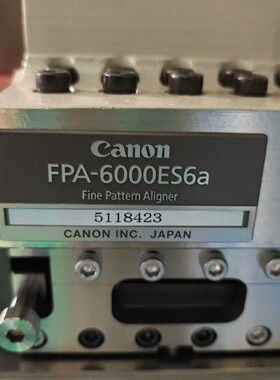 Canon
FPA-6000ES6a
Fine Pattern Aligner
5118423
CANON INC. JAPAN